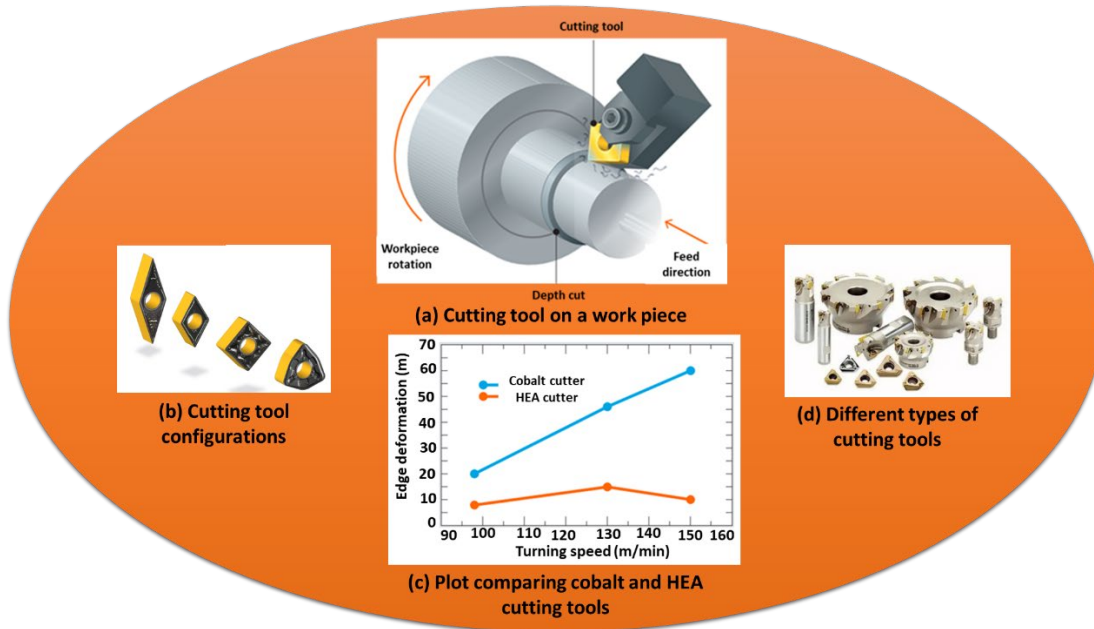 Cutting tool
Workpiece
rotation
Feed
direction
Depth cut
(a) Cutting tool on a work piece
(b) Cutting tool
configurations
70
60
50
40
30
20
10
0
Edge deformation (m)
Cobalt cutter
HEA cutter
90 100 110 120 130 140 150 160
Turning speed (m/min)
(c) Plot comparing cobalt and HEA
cutting tools
(d) Different types of
cutting tools